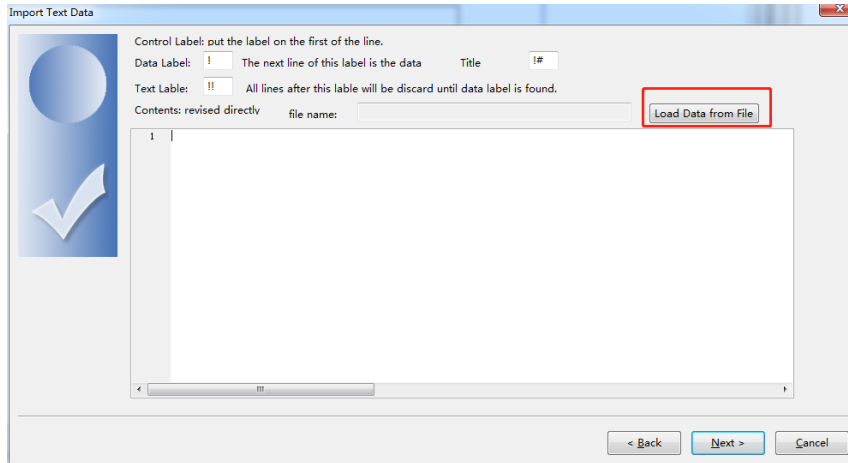 Import Text Data
Control Label: put the label on the first of the line.
Data Label: ! The next line of this label is the data Title !#
Text Lable: !! All lines after this lable will be discard until data label is found.
Contents: revised directly file name: Load Data from File
1
< Back Next > Cancel